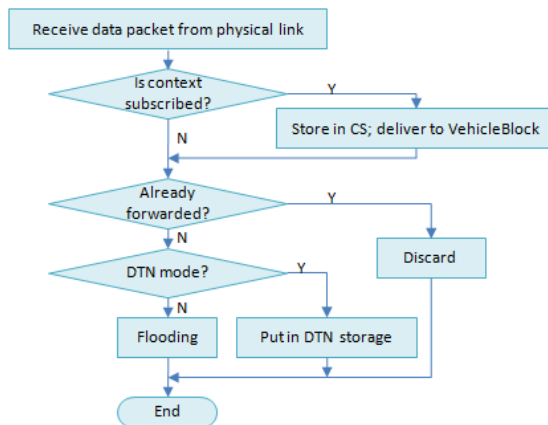 Receive data packet from physical link
Is context
subscribed?
Y
Store in CS; deliver to VehicleBlock
N
Already
forwarded?
Y
N
Discard
DTN mode?
Y
N
Flooding
Put in DTN storage
End